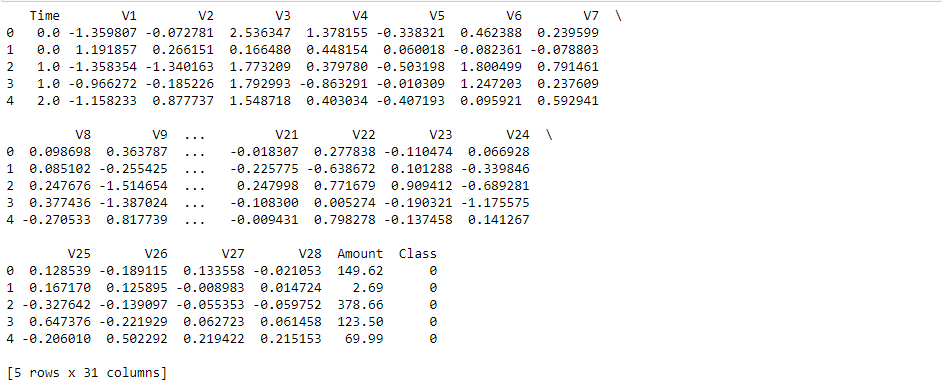 Time V1 V2 V3 V4 V5 V6 V7 \
0 0.0 -1.359807 -0.072781 2.536347 1.378155 -0.338321 0.462388 0.239599
1 0.0 1.191857 0.266151 0.166480 0.448154 0.060018 -0.082361 -0.078803
2 1.0 -1.358354 -1.340163 1.773209 0.379780 -0.503198 1.800499 0.791461
3 1.0 -0.966272 -0.185226 1.792993 -0.863291 -0.010309 1.247203 0.237609
4 2.0 -1.158233 0.877737 1.548718 0.403034 -0.407193 0.095921 0.592941
V8 V9 ... V21 V22 V23 V24 \
0 0.098698 0.363787 ... -0.018307 0.277838 -0.110474 0.066928
1 0.085102 -0.255425 ... -0.225775 -0.638672 0.101288 -0.339846
2 0.247676 -1.514654 ... 0.247998 0.771679 0.909412 -0.689281
3 0.377436 -1.387024 ... -0.108300 0.005274 -0.190321 -1.175575
4 -0.270533 0.817739 ... -0.009431 0.798278 -0.137458 0.141267
V25 V26 V27 V28 Amount Class
0 0.128539 -0.189115 0.133558 -0.021053 149.62 0
1 0.167170 0.125895 -0.008983 0.014724 2.69 0
2 -0.327642 -0.139097 -0.055353 -0.059752 378.66 0
3 0.647376 -0.221929 0.062723 0.061458 123.50 0
4 -0.206010 0.502292 0.219422 0.215153 69.99 0
[5 rows x 31 columns]